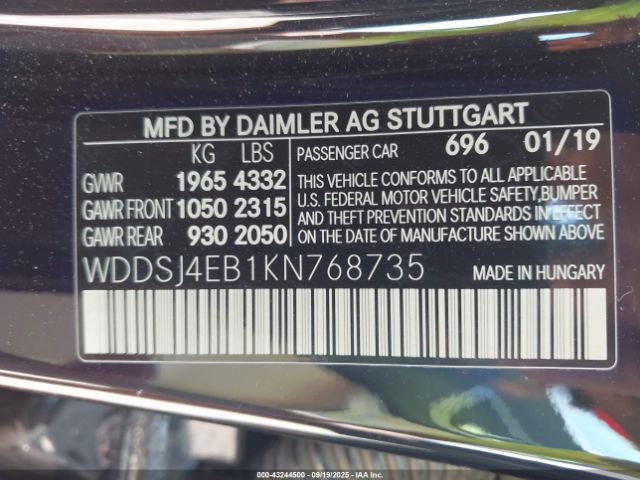 MFD BY DAIMLER AG STUTTGART
KG LBS
GVWR 1965 4332
GAWR FRONT 1050 2315
GAWR REAR 930 2050
PASSENGER CAR 696 01/19
THIS VEHICLE CONFORMS TO ALL APPLICABLE
U.S. FEDERAL MOTOR VEHICLE SAFETY,BUMPER
AND THEFT PREVENTION STANDARDS IN EFFECT
ON THE DATE OF MANUFACTURE SHOWN ABOVE.
WDDSJ4EB1KN768735
MADE IN HUNGARY
000-43244500 - 09/19/2025 - IAAI.COM